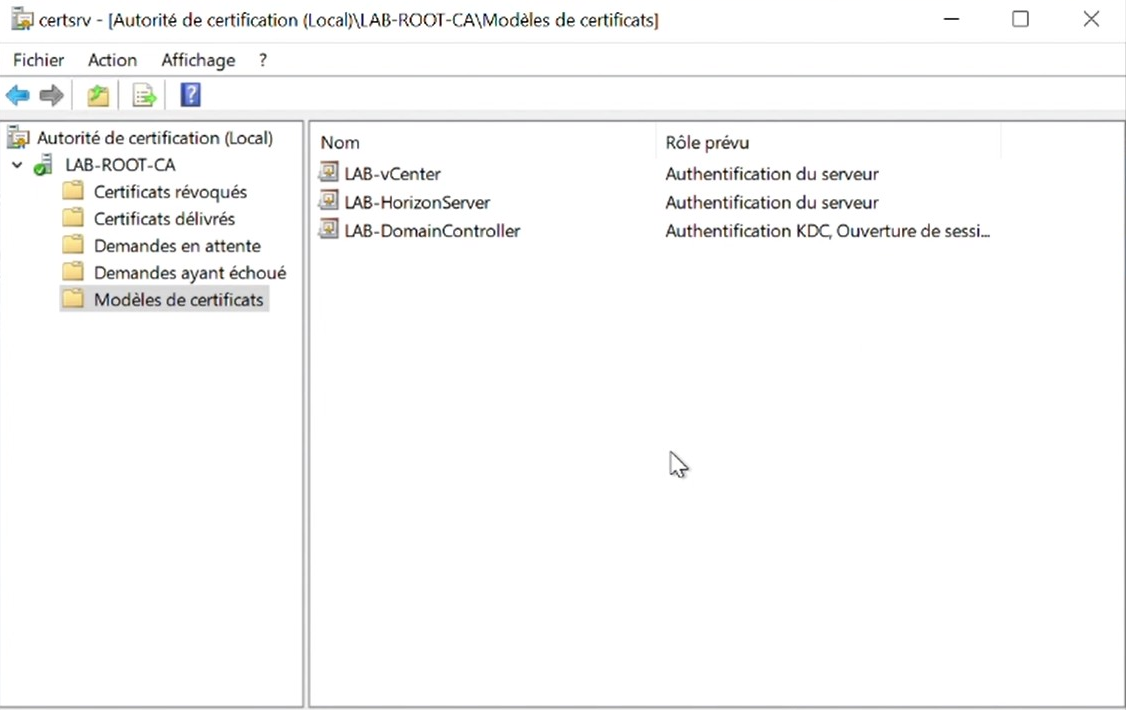 certsrv - [Autorité de certification (Local)\LAB-ROOT-CA\Modèles de certificats]
Fichier Action Affichage ?
Autorité de certification (Local)
LAB-ROOT-CA
Certificats révoqués
Certificats délivrés
Demandes en attente
Demandes ayant échoué
Modèles de certificats
Nom Rôle prévu
LAB-vCenter Authentification du serveur
LAB-HorizonServer Authentification du serveur
LAB-DomainController Authentification KDC, Ouverture de sessi...